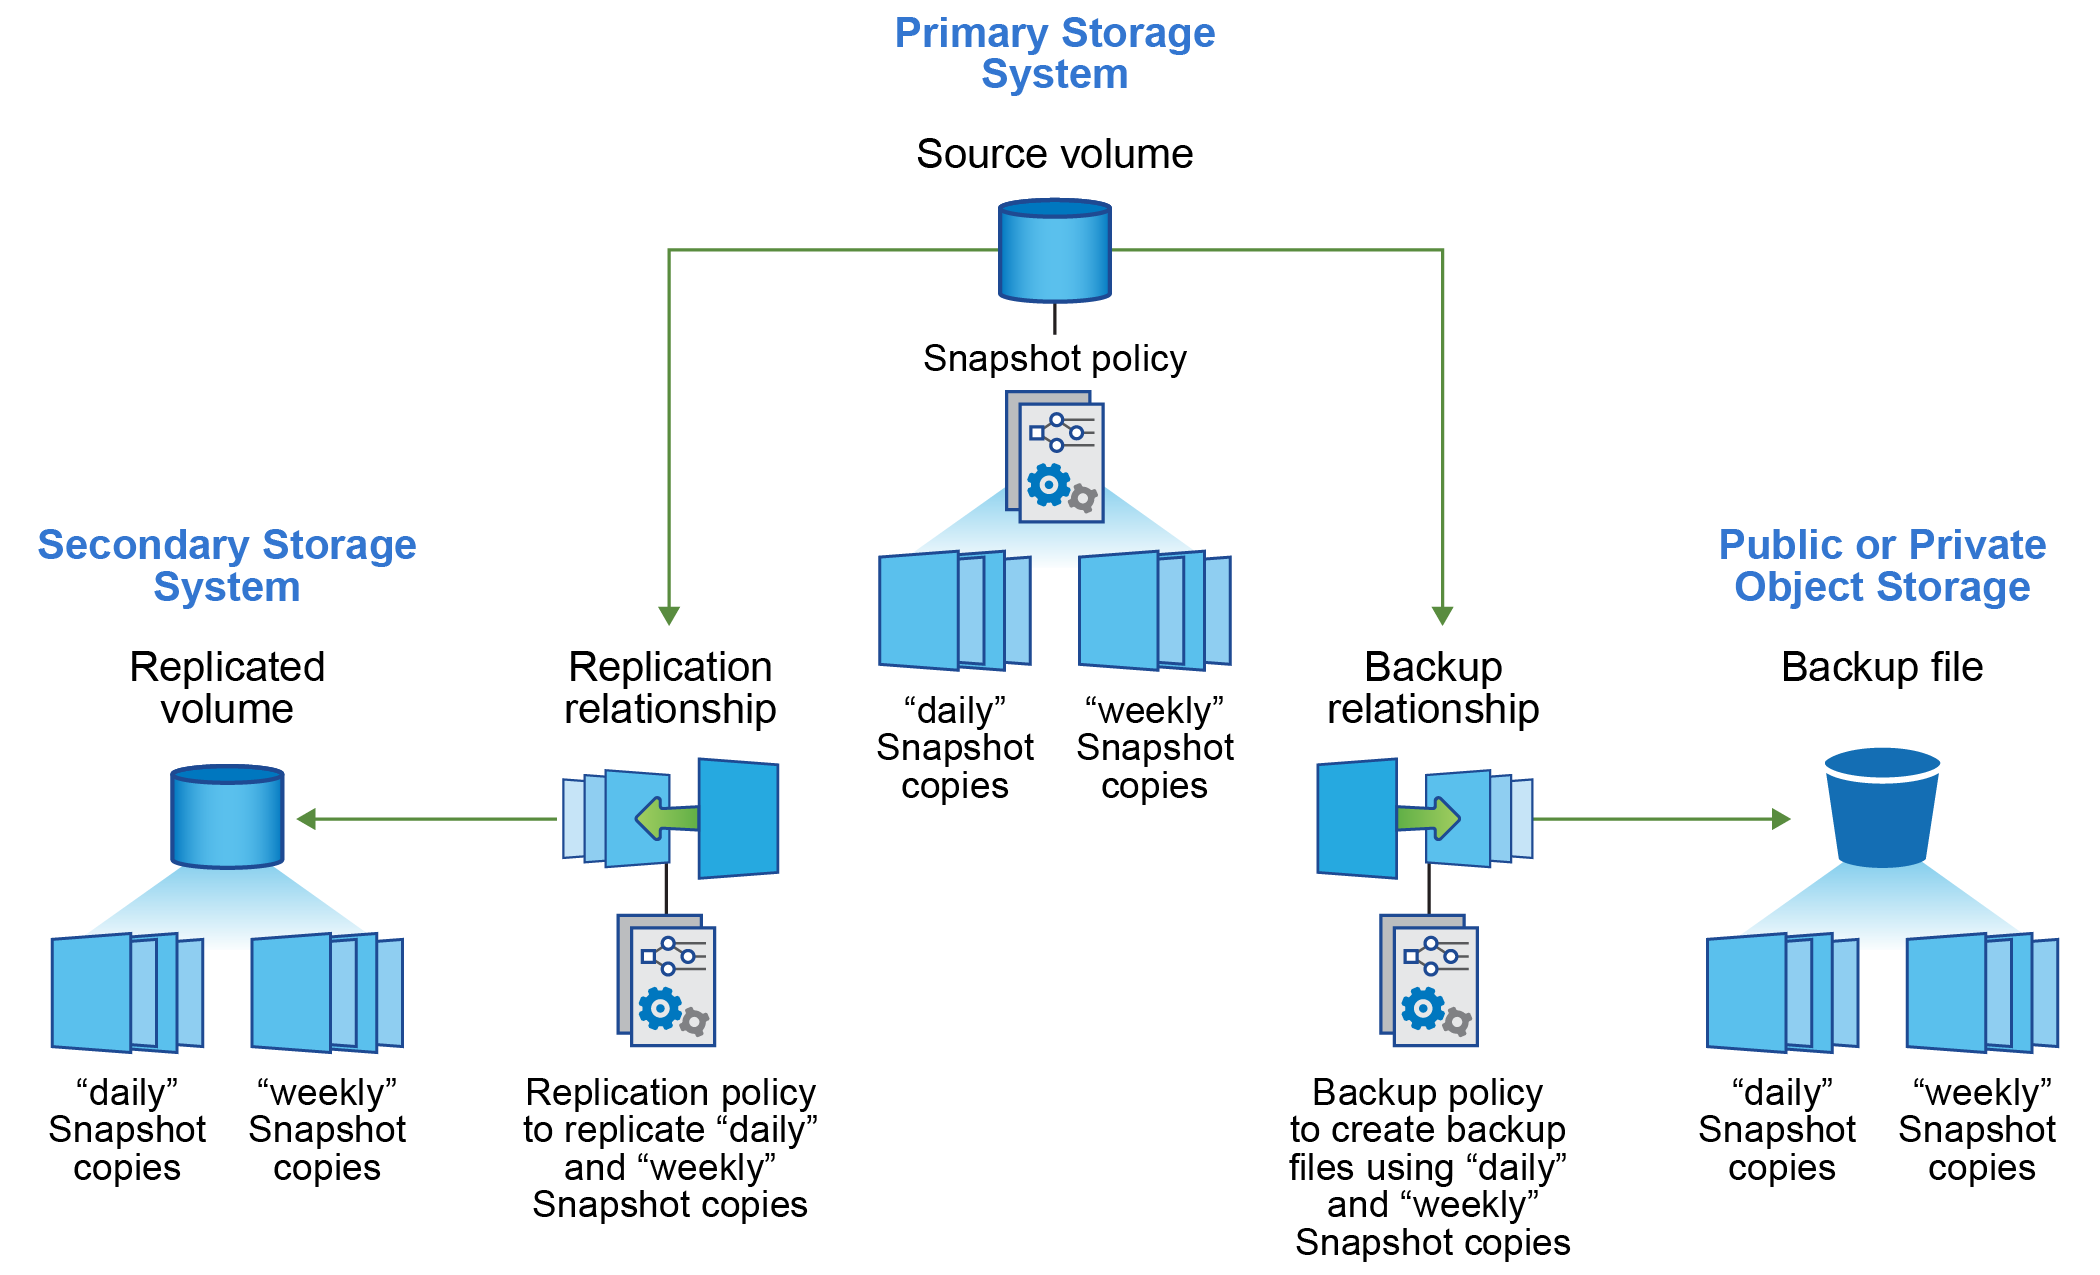 Primary Storage
System
Source volume
Snapshot policy
“daily”
Snapshot
copies
“weekly”
Snapshot
copies
Secondary Storage
System
Replicated
volume
“daily”
Snapshot
copies
“weekly”
Snapshot
copies
Replication
relationship
Replication policy
to replicate “daily”
and “weekly”
Snapshot copies
Backup
relationship
Backup policy
to create backup
files using “daily”
and “weekly”
Snapshot copies
Public or Private
Object Storage
Backup file
“daily”
Snapshot
copies
“weekly”
Snapshot
copies